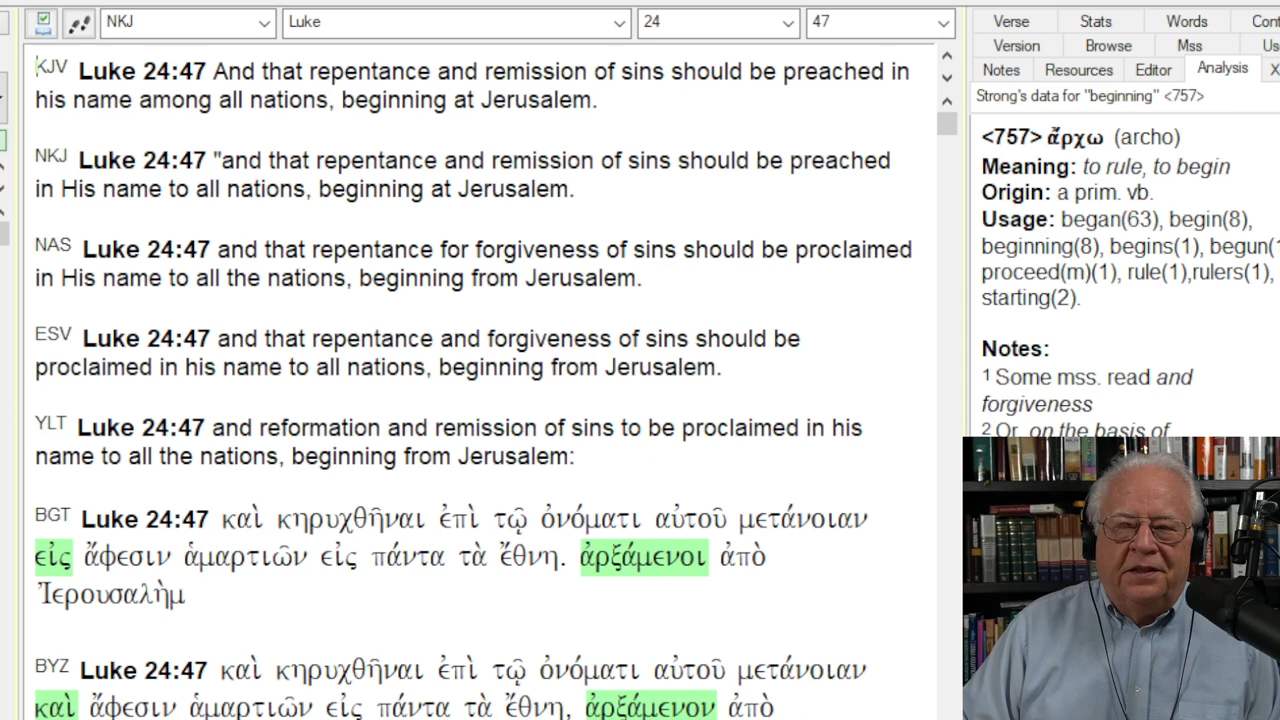 NKJ Luke 24 47
KJV Luke 24:47 And that repentance and remission of sins should be preached in
his name among all nations, beginning at Jerusalem.
NKJ Luke 24:47 "and that repentance and remission of sins should be preached
in His name to all nations, beginning at Jerusalem.
NAS Luke 24:47 and that repentance for forgiveness of sins should be proclaimed
in His name to all the nations, beginning from Jerusalem.
ESV Luke 24:47 and that repentance and forgiveness of sins should be
proclaimed in his name to all nations, beginning from Jerusalem.
YLT Luke 24:47 and reformation and remission of sins to be proclaimed in his
name to all the nations, beginning from Jerusalem:
BGT Luke 24:47 καὶ κηρυχθῆναι ἐπὶ τῷ ὀνόματι αὐτοῦ μετάνοιαν
εἰς ἄφεσιν ἁμαρτιῶν εἰς πάντα τὰ ἔθνη. ἀρξάμενοι ἀπὸ
Ἰερουσαλὴμ
BYZ Luke 24:47 καὶ κηρυχθῆναι ἐπὶ τῷ ὀνόματι αὐτοῦ μετάνοιαν
καὶ ἄφεσιν ἁμαρτιῶν εἰς πάντα τὰ ἔθνη, ἀρξάμενον ἀπὸ
Verse Stats Words
Version Browse Mss
Notes Resources Editor Analysis X
Strong's data for "beginning" <757>
<757> ἄρχω (archo)
Meaning: to rule, to begin
Origin: a prim. vb.
Usage: began(63), begin(8),
beginning(8), begins(1), begun(1
proceed(m)(1), rule(1),rulers(1),
starting(2).
Notes:
1 Some mss. read and
forgiveness
2 Or, on the basis of